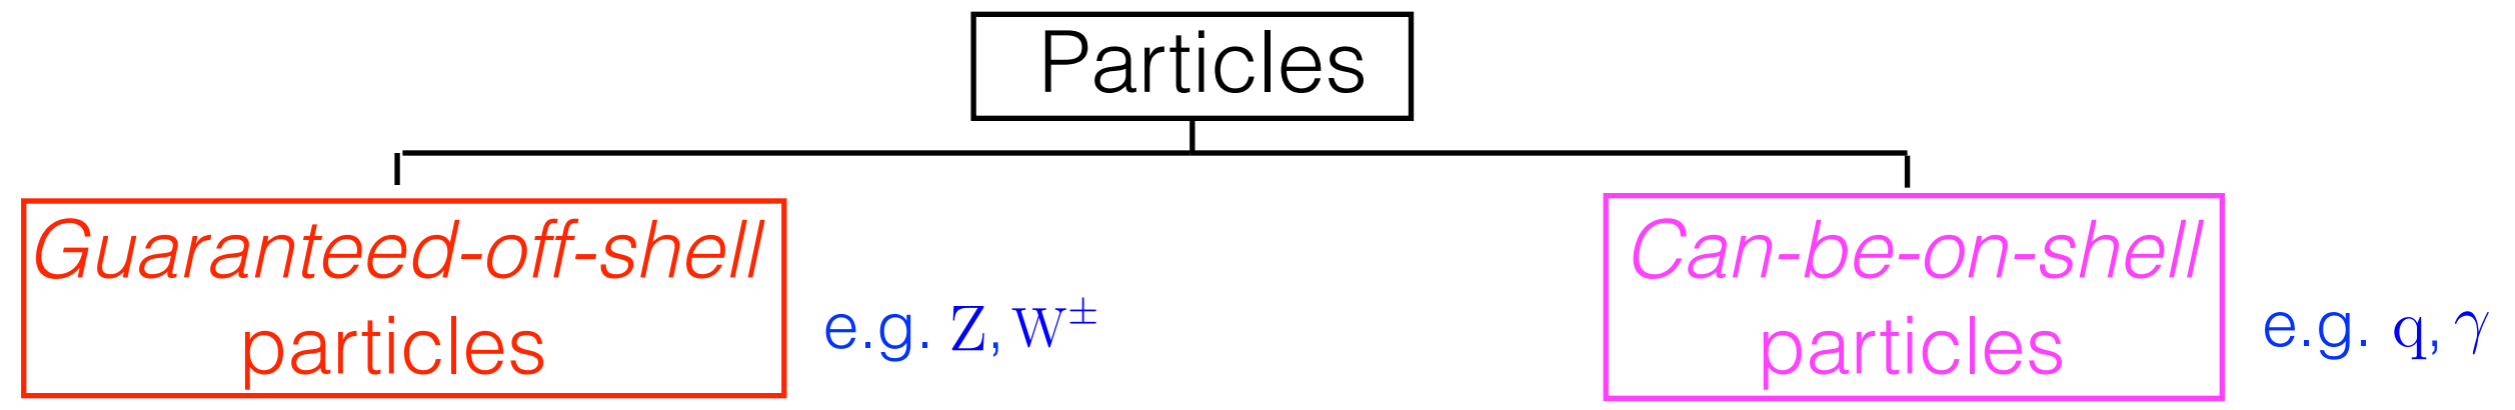 Particles
Guaranteed-off-shell
particles
e.g. Z, W±
Can-be-on-shell
particles
e.g. q, γ